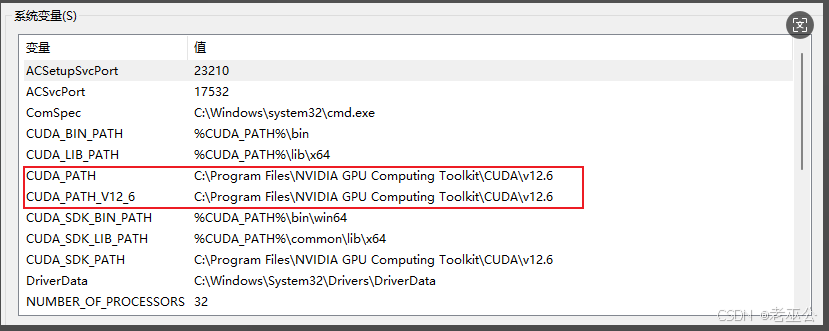 系统变量(S)
变量 值
ACSetupSvcPort 23210
ACSvcPort 17532
ComSpec C:\Windows\system32\cmd.exe
CUDA_BIN_PATH %CUDA_PATH%\bin
CUDA_LIB_PATH %CUDA_PATH%\lib\x64
CUDA_PATH C:\Program Files\NVIDIA GPU Computing Toolkit\CUDA\v12.6
CUDA_PATH_V12_6 C:\Program Files\NVIDIA GPU Computing Toolkit\CUDA\v12.6
CUDA_SDK_BIN_PATH %CUDA_PATH%\bin\win64
CUDA_SDK_LIB_PATH %CUDA_PATH%\common\lib\x64
CUDA_SDK_PATH C:\Program Files\NVIDIA GPU Computing Toolkit\CUDA\v12.6
DriverData C:\Windows\System32\Drivers\DriverData
NUMBER_OF_PROCESSORS 32
CSDN @老巫公